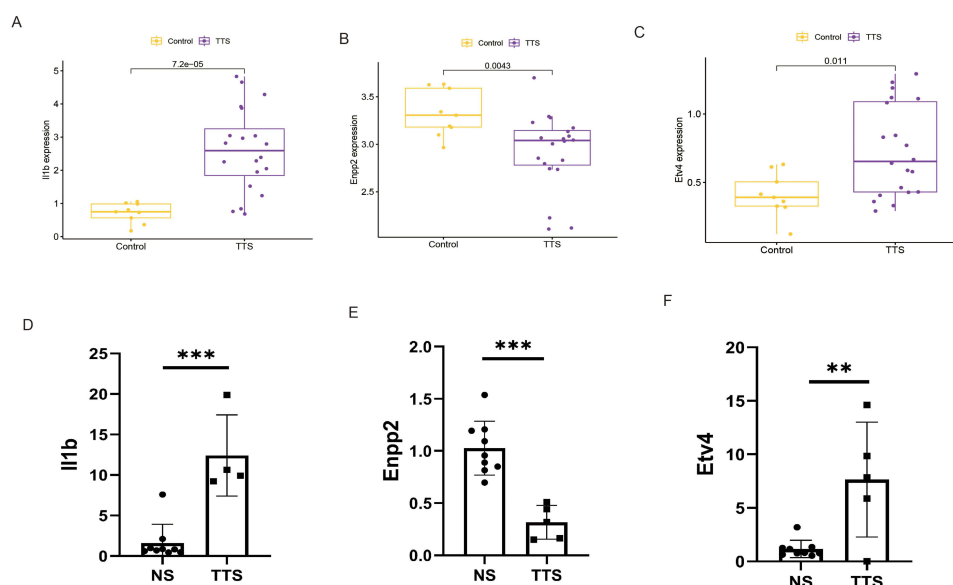 A
Control TTS
7.2e−05
Il1b expression
5
4
3
2
1
0
Control TTS
B
Control TTS
0.0043
Enpp2 expression
3.5
3.0
2.5
Control TTS
C
Control TTS
0.011
Etv4 expression
0.5
Control TTS
D
***
Il1b
25
20
15
10
5
0
NS TTS
E
***
Enpp2
2.0
1.5
1.0
0.5
0.0
NS TTS
F
**
Etv4
20
15
10
5
0
NS TTS